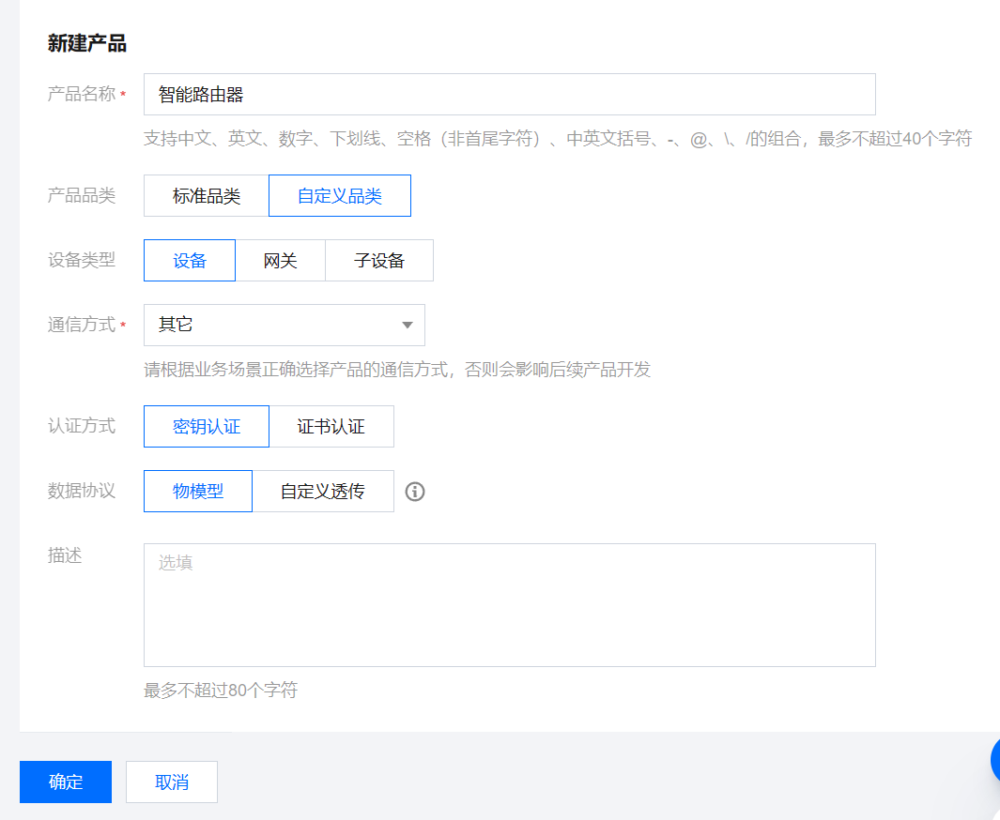 新建产品
产品名称 * 智能路由器
支持中文、英文、数字、下划线、空格（非首尾字符）、中英文括号、-、@、\、/的组合，最多不超过40个字符
产品品类 标准品类 自定义品类
设备类型 设备 网关 子设备
通信方式 * 其它
请根据业务场景正确选择产品的通信方式，否则会影响后续产品开发
认证方式 密钥认证 证书认证
数据协议 物模型 自定义透传
描述 选填
最多不超过80个字符
确定 取消